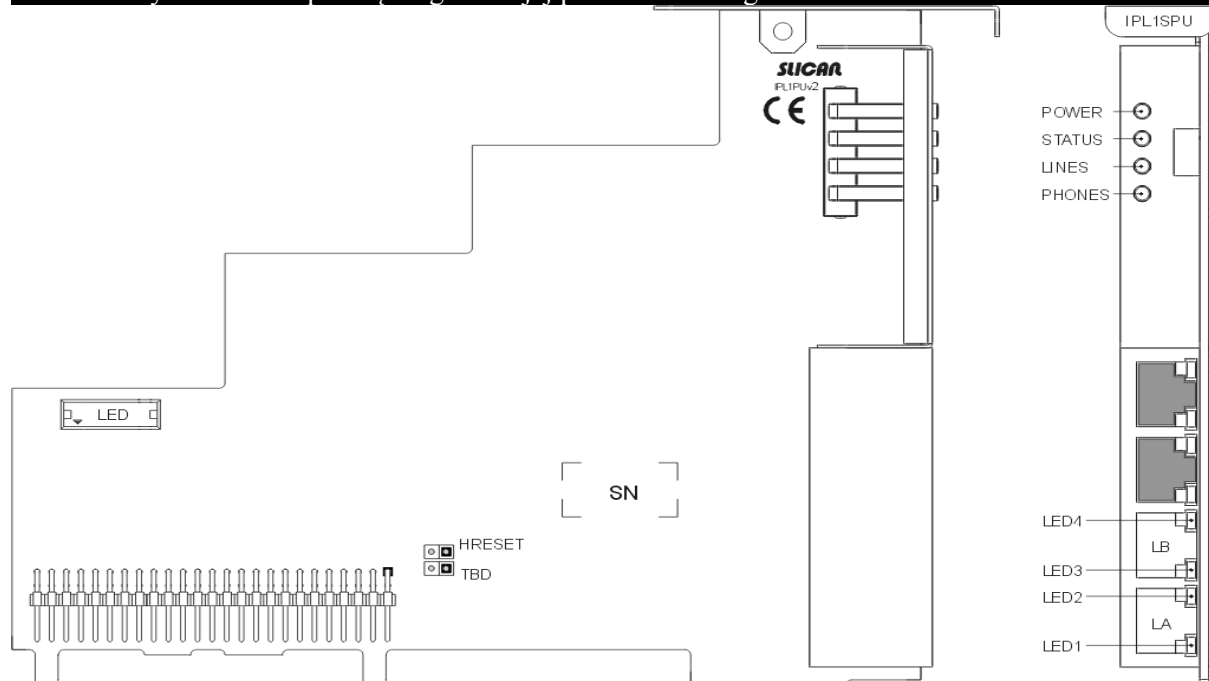 IPL1SPU
SLICAN
IPL1PUv2
CE
POWER
STATUS
LINES
PHONES
LED
SN
HRESET
TBD
LED4
LB
LED3
LED2
LA
LED1